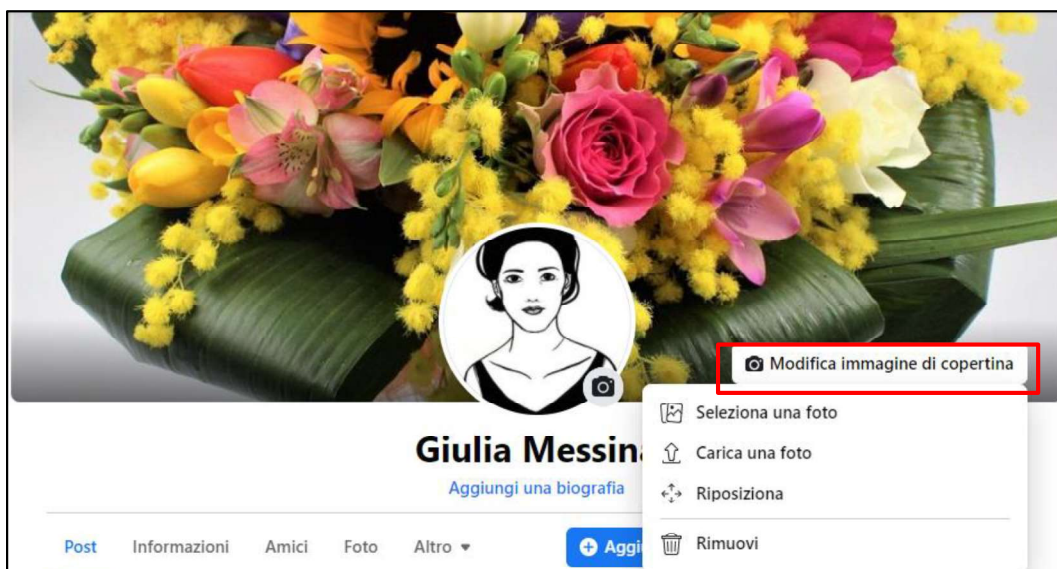 Modifica immagine di copertina
Seleziona una foto
Carica una foto
Riposiziona
Rimuovi
Giulia Messina
Aggiungi una biografia
Post Informazioni Amici Foto Altro
Aggi